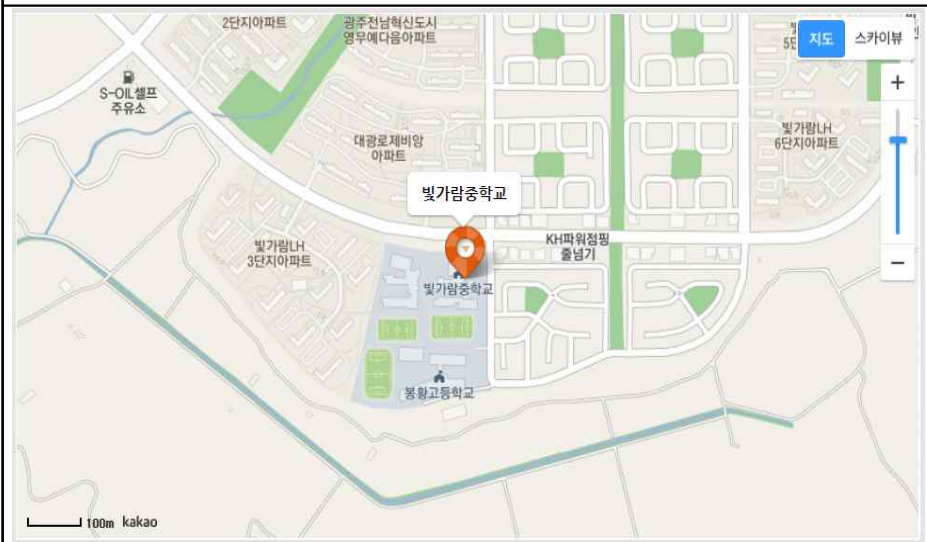 2단지아파트
광주전남혁신도시
영무예다음아파트
지도
스카이뷰
S-OIL셀프
주유소
대광로제비앙
아파트
빛가람LH
6단지아파트
빛가람중학교
빛가람LH
3단지아파트
KH파워점핑
줄넘기
빛가람중학교
봉황고등학교
100m kakao